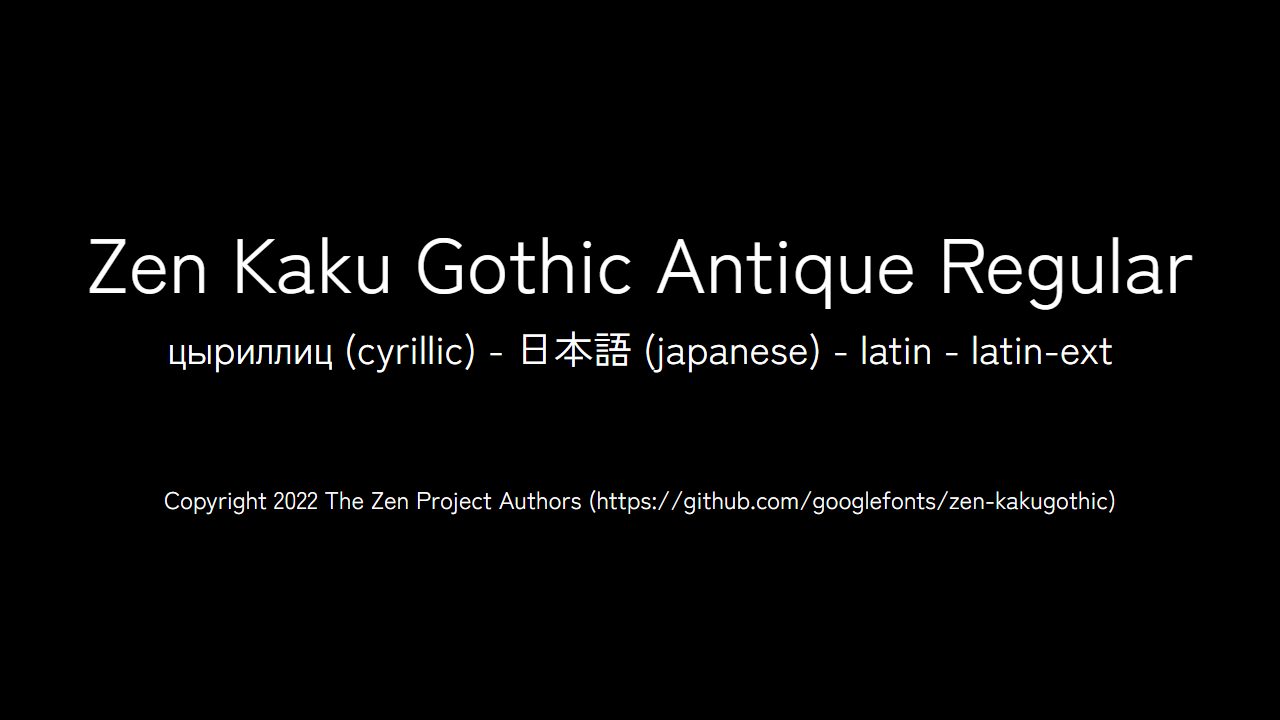 Zen Kaku Gothic Antique Regular
цыриллиц (cyrillic) - 日本語 (japanese) - latin - latin-ext
Copyright 2022 The Zen Project Authors (https://github.com/googlefonts/zen-kakugothic)